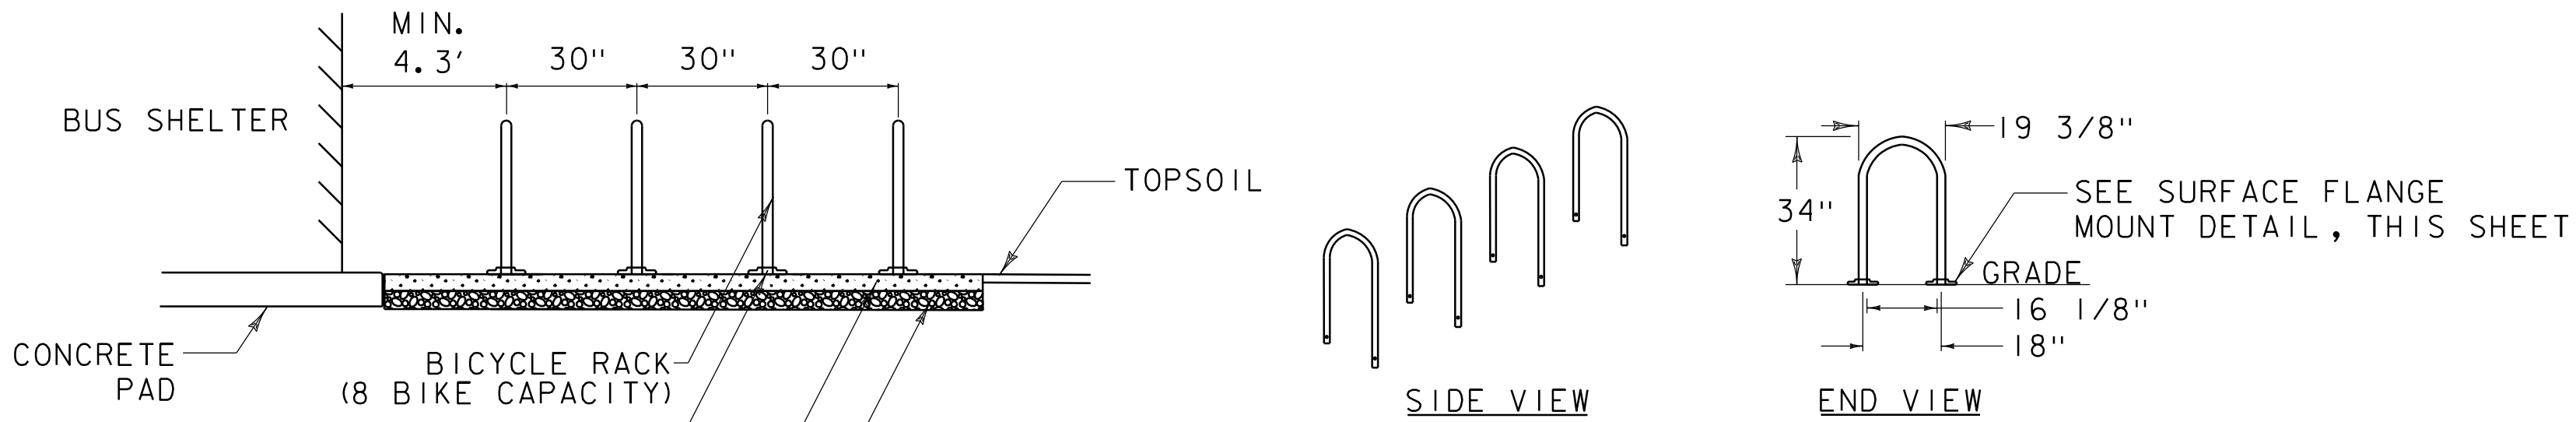 MIN.
4.3'
30"
30"
30"
BUS SHELTER
TOPSOIL
CONCRETE
PAD
BICYCLE RACK
(8 BIKE CAPACITY)
SIDE VIEW
19 3/8"
34"
SEE SURFACE FLANGE
MOUNT DETAIL, THIS SHEET
GRADE
16 1/8"
18"
END VIEW